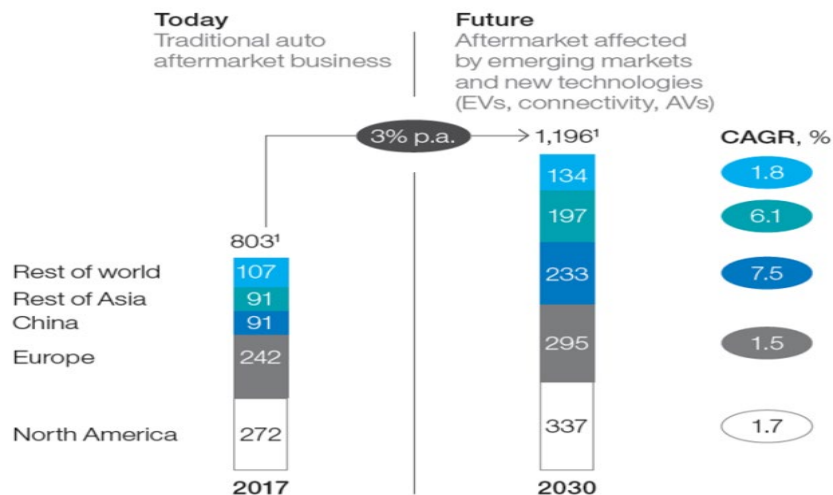 Today
Traditional auto
aftermarket business
Future
Aftermarket affected
by emerging markets
and new technologies
(EVs, connectivity, AVs)
3% p.a.
1,196¹
CAGR, %
134
1.8
197
6.1
803¹
Rest of world
107
233
7.5
Rest of Asia
91
China
91
Europe
242
295
1.5
North America
272
337
1.7
2017
2030